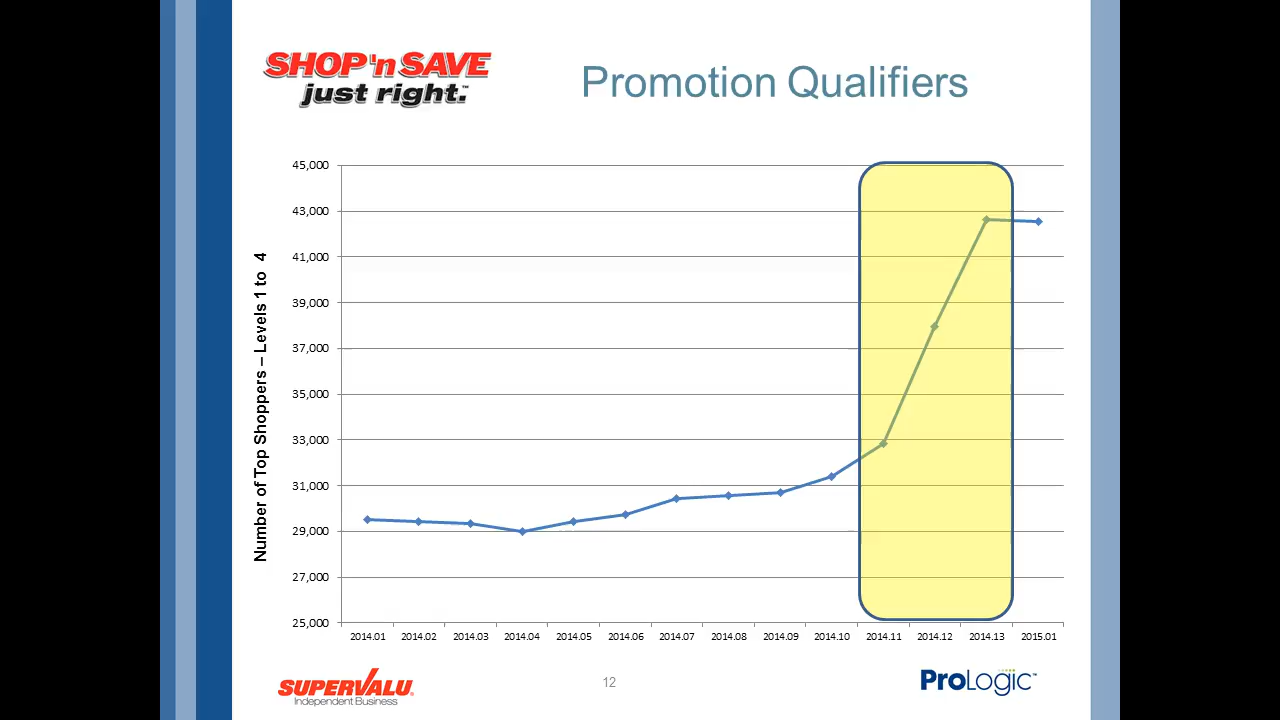 SHOP 'n SAVE
just right.™
Promotion Qualifiers
Number of Top Shoppers – Levels 1 to 4
45,000
43,000
41,000
39,000
37,000
35,000
33,000
31,000
29,000
27,000
25,000
2014.01 2014.02 2014.03 2014.04 2014.05 2014.06 2014.07 2014.08 2014.09 2014.10 2014.11 2014.12 2014.13 2015.01
SUPERVALU®
Independent Business
12
ProLogic™